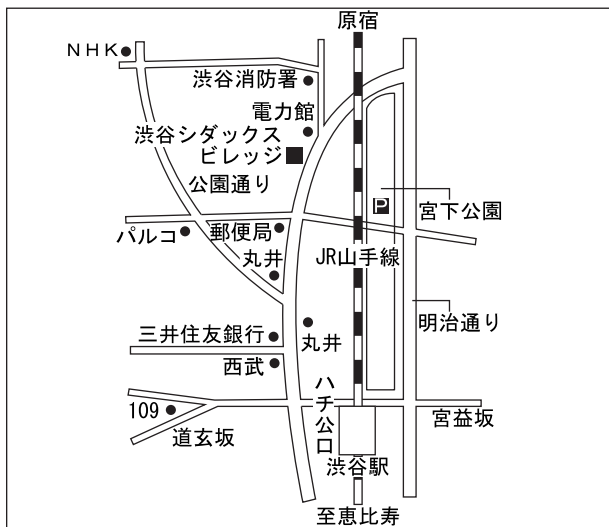 原宿
NHK
渋谷消防署
電力館
渋谷シダックス
ビレッジ
公園通り
P
宮下公園
パルコ
郵便局
JR山手線
丸井
明治通り
三井住友銀行
丸井
西武
ハチ公口
109
宮益坂
道玄坂
渋谷駅
至恵比寿